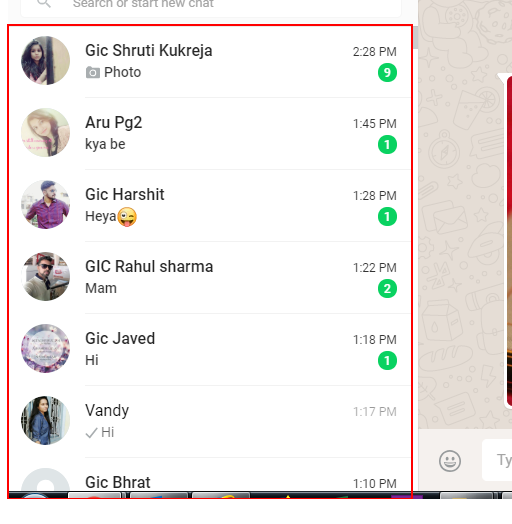 Search or start new chat
Gic Shruti Kukreja
2:28 PM
Photo
9
Aru Pg2
1:45 PM
kya be
1
Gic Harshit
1:28 PM
Heya😜
1
GIC Rahul sharma
1:22 PM
Mam
2
Gic Javed
1:18 PM
Hi
1
Vandy
1:17 PM
Hi
Gic Bhrat
1:10 PM
Ty